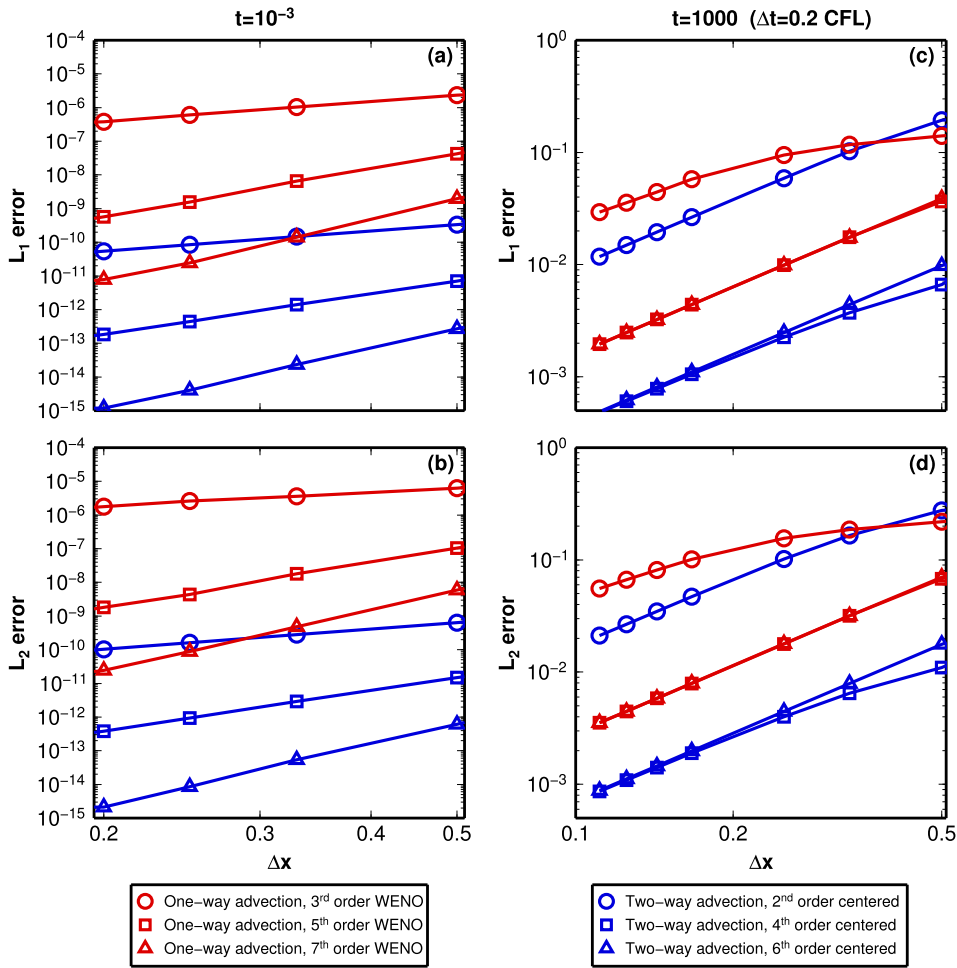 t=10⁻³
t=1000 (Δt=0.2 CFL)
(a)
L₁ error
10⁻⁴
10⁻⁵
10⁻⁶
10⁻⁷
10⁻⁸
10⁻⁹
10⁻¹⁰
10⁻¹¹
10⁻¹²
10⁻¹³
10⁻¹⁴
10⁻¹⁵
(c)
L₁ error
10⁰
10⁻¹
10⁻²
10⁻³
(b)
L₂ error
10⁻⁴
10⁻⁵
10⁻⁶
10⁻⁷
10⁻⁸
10⁻⁹
10⁻¹⁰
10⁻¹¹
10⁻¹²
10⁻¹³
10⁻¹⁴
10⁻¹⁵
0.2 0.3 0.4 0.5
Δx
(d)
L₂ error
10⁰
10⁻¹
10⁻²
10⁻³
0.1 0.2 0.5
Δx
One-way advection, 3ʳᵈ order WENO
One-way advection, 5ᵗʰ order WENO
One-way advection, 7ᵗʰ order WENO
Two-way advection, 2ⁿᵈ order centered
Two-way advection, 4ᵗʰ order centered
Two-way advection, 6ᵗʰ order centered